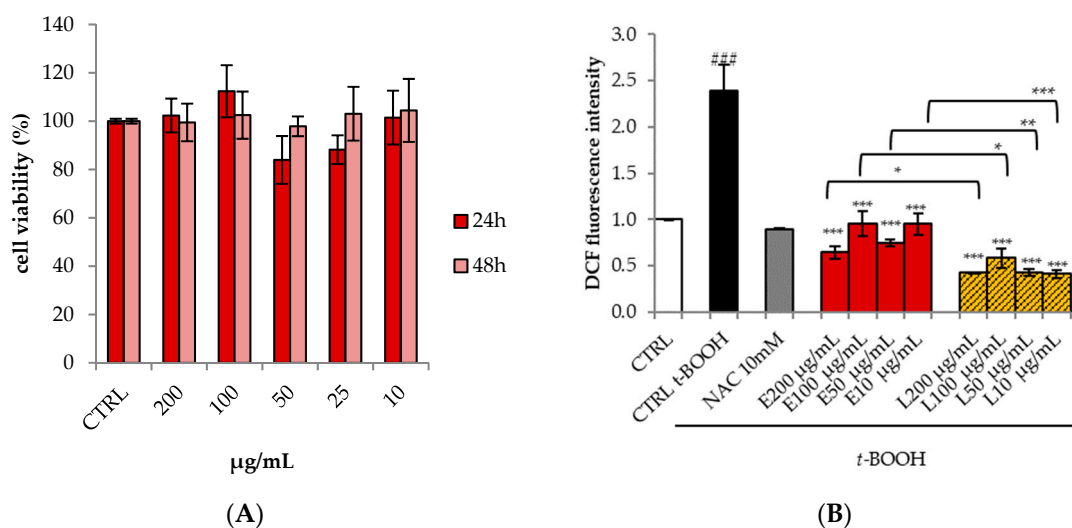 140
120
100
80
60
40
20
0
cell viability (%)
24h
48h
CTRL
200
100
50
25
10
µg/mL
(A)
3.0
2.5
2.0
1.5
1.0
0.5
0.0
DCF fluorescence intensity
###
***
**
*
*
*** *** *** ***
*** *** *** ***
CTRL
CTRL t-BOOH
NAC 10mM
E200 µg/mL
E100 µg/mL
E50 µg/mL
E10 µg/mL
L200 µg/mL
L100 µg/mL
L50 µg/mL
L10 µg/mL
t-BOOH
(B)